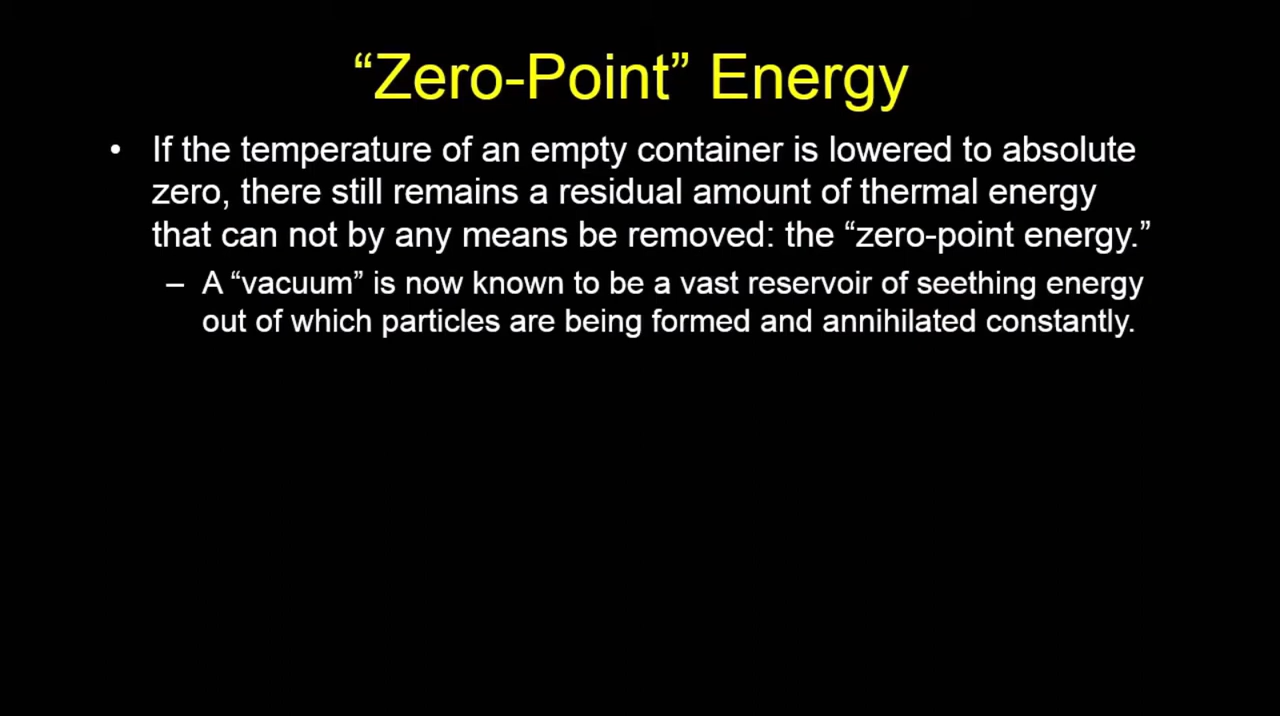 “Zero-Point” Energy
• If the temperature of an empty container is lowered to absolute
zero, there still remains a residual amount of thermal energy
that can not by any means be removed: the “zero-point energy.”
– A “vacuum” is now known to be a vast reservoir of seething energy
out of which particles are being formed and annihilated constantly.